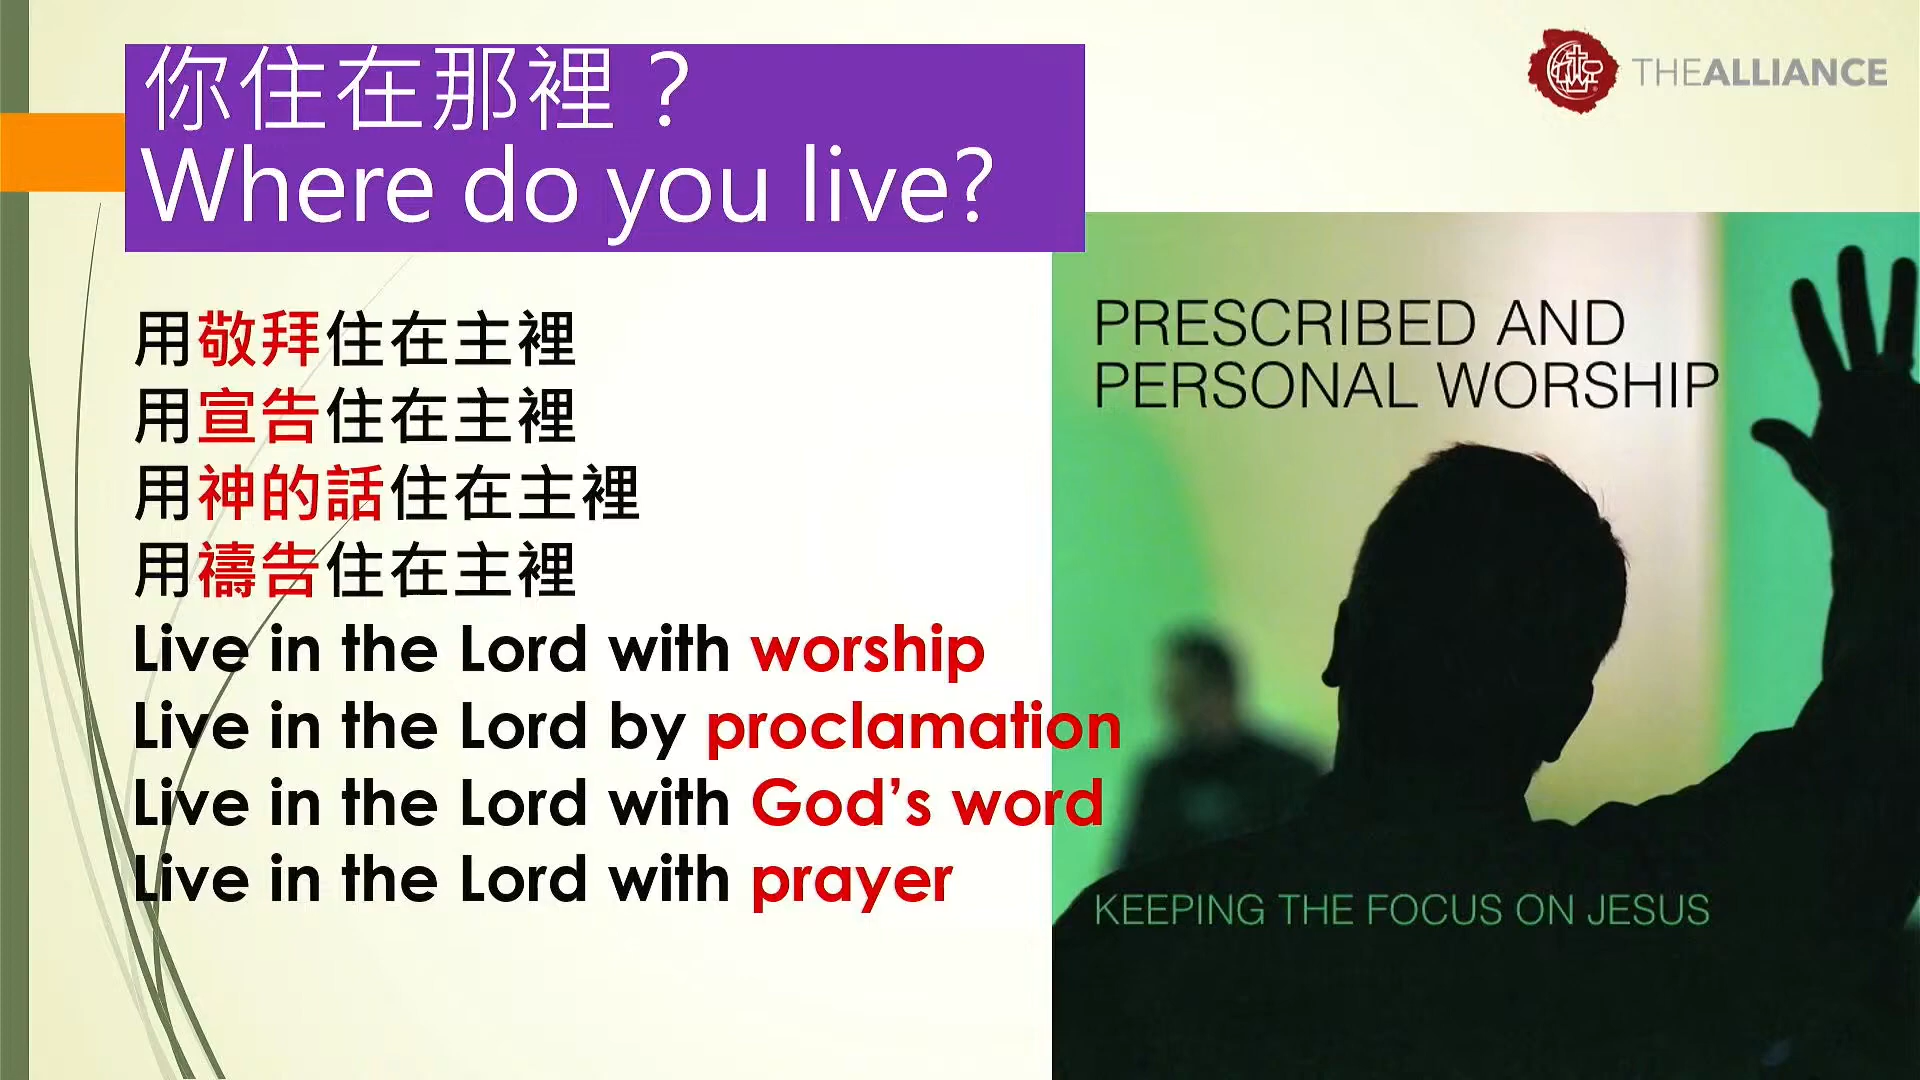 你住在那裡？
Where do you live?
THEALLIANCE
用敬拜住在主裡
用宣告住在主裡
用神的話住在主裡
用禱告住在主裡
Live in the Lord with worship
Live in the Lord by proclamation
Live in the Lord with God’s word
Live in the Lord with prayer
PRESCRIBED AND
PERSONAL WORSHIP
KEEPING THE FOCUS ON JESUS